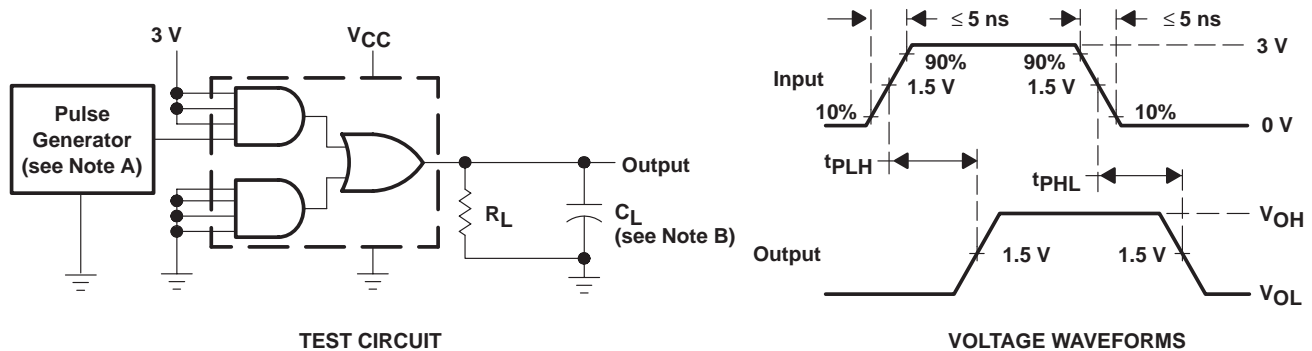 3 V
VCC
Pulse
Generator
(see Note A)
RL
CL
(see Note B)
Output
TEST CIRCUIT
≤ 5 ns
≤ 5 ns
3 V
90%
90%
Input
1.5 V
1.5 V
10%
10%
0 V
tPLH
tPHL
VOH
Output
1.5 V
1.5 V
VOL
VOLTAGE WAVEFORMS